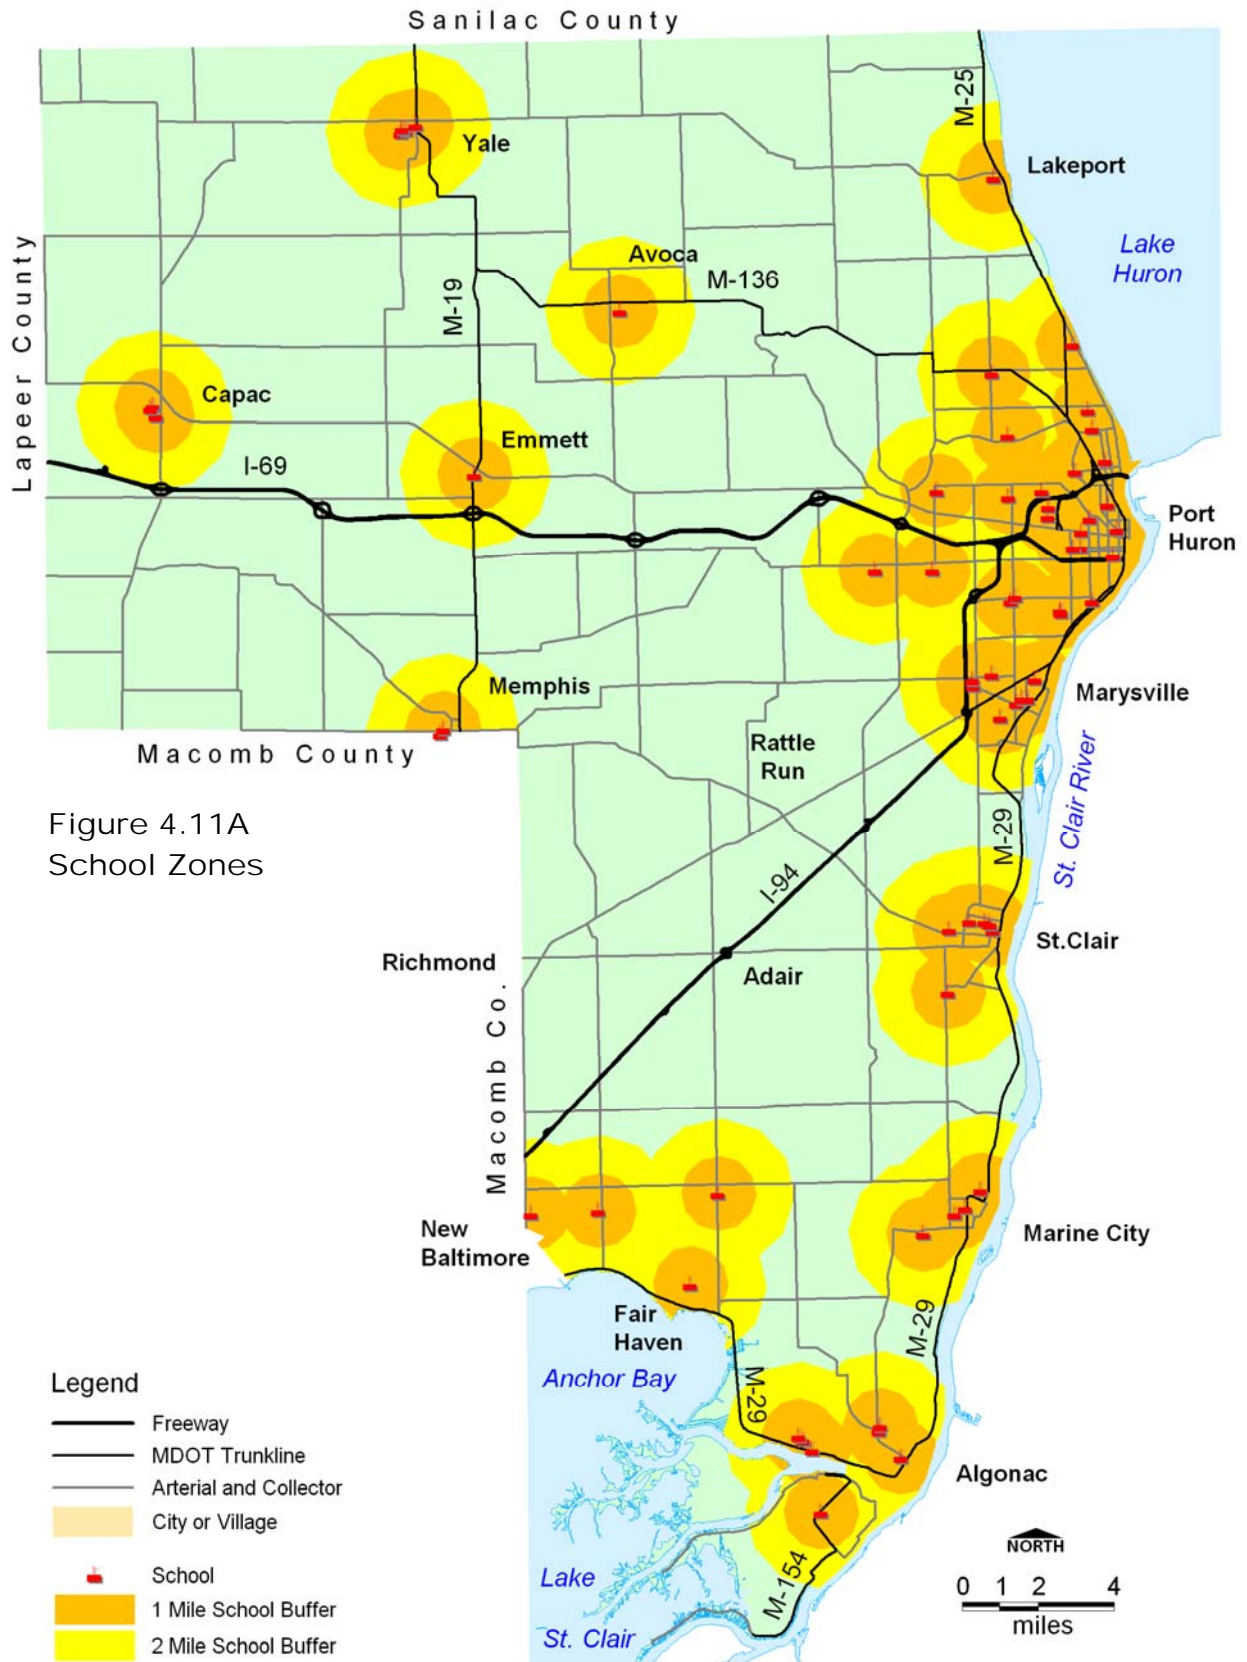 Sanilac County
M-25
Yale
Lakeport
Lake
Huron
Avoca
M-136
M-19
Lapeer County
Capac
Emmett
I-69
Port
Huron
Memphis
Marysville
Macomb County
Rattle
Run
St. Clair River
Figure 4.11A
School Zones
M-29
I-94
St.Clair
Richmond
Adair
Macomb Co.
New
Baltimore
Marine City
Fair
Haven
M-29
Anchor Bay
M-29
Algonac
Legend
Freeway
MDOT Trunkline
Arterial and Collector
City or Village
School
1 Mile School Buffer
2 Mile School Buffer
Lake
St. Clair
M-154
NORTH
0 1 2 4
miles